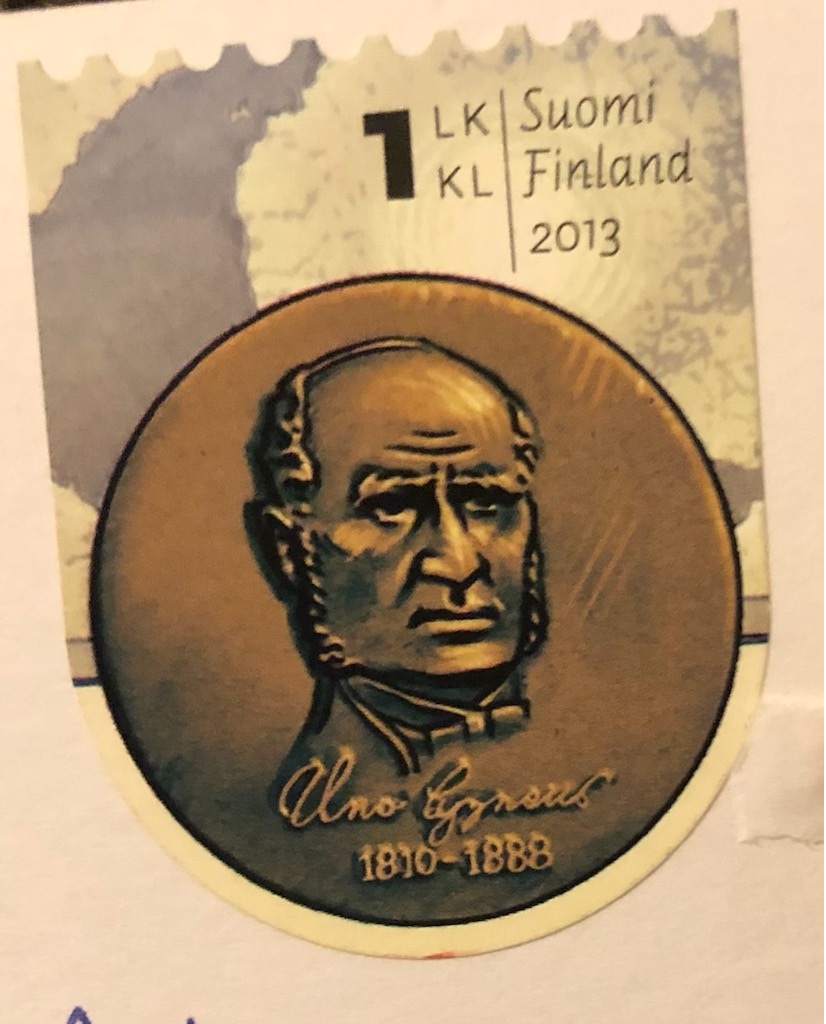 1 LK Suomi
KL Finland
2013
Uno Cygnaeus
1810-1888